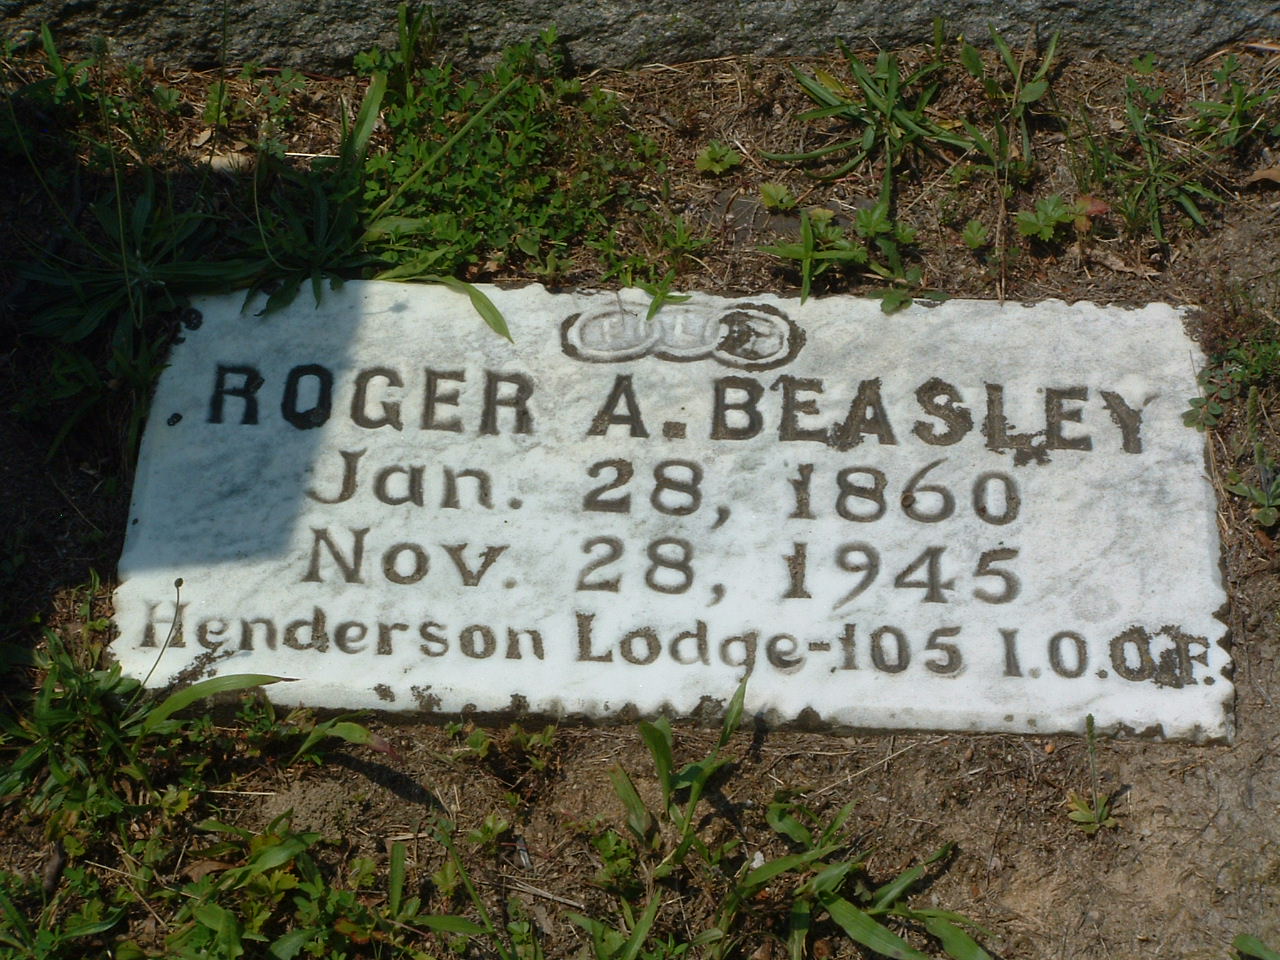 F L T
ROGER A. BEASLEY
Jan. 28, 1860
Nov. 28, 1945
Henderson Lodge-105 I.O.O.F.